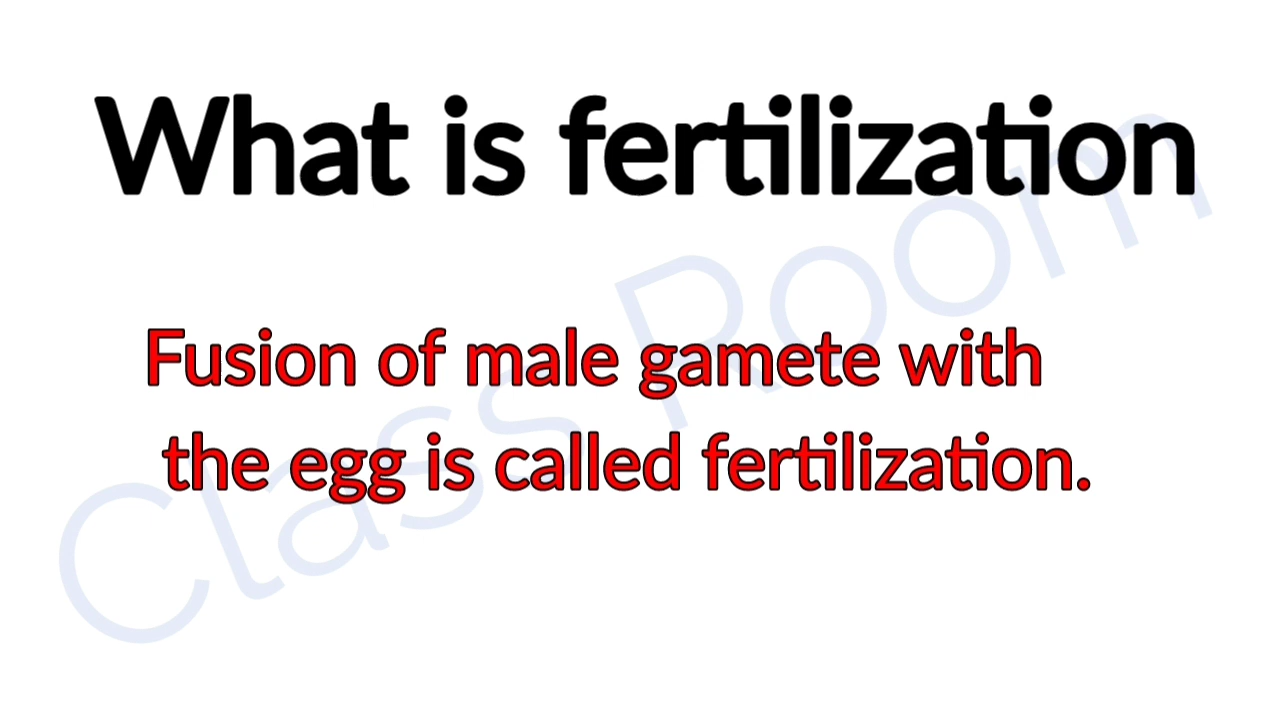 What is fertilization
Fusion of male gamete with
the egg is called fertilization.
Class Room